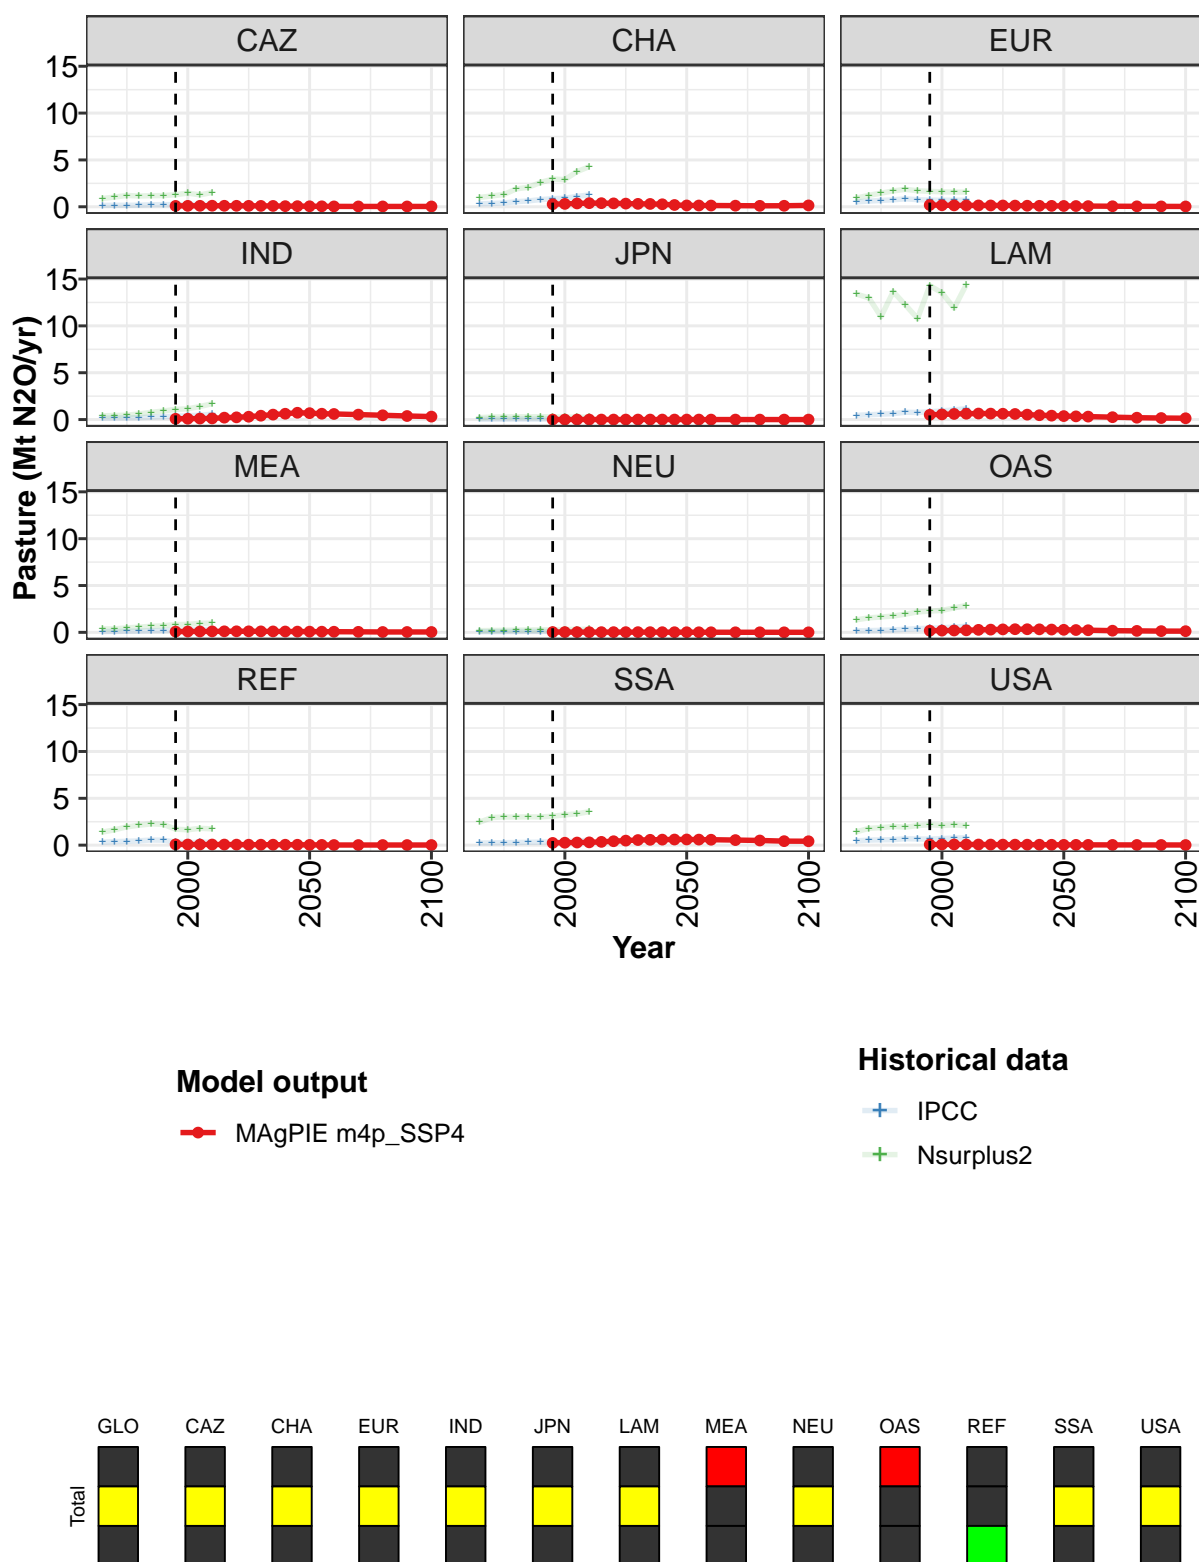 CAZ CHA EUR
15
10
5
0
IND JPN LAM
15
10
5
0
MEA NEU OAS
15
10
5
0
REF SSA USA
15
10
5
0
Pasture (Mt N2O/yr)
2000 2050 2100 2000 2050 2100 2000 2050 2100
Year
Model output
MAgPIE m4p_SSP4
Historical data
IPCC
Nsurplus2
GLO CAZ CHA EUR IND JPN LAM MEA NEU OAS REF SSA USA
Total